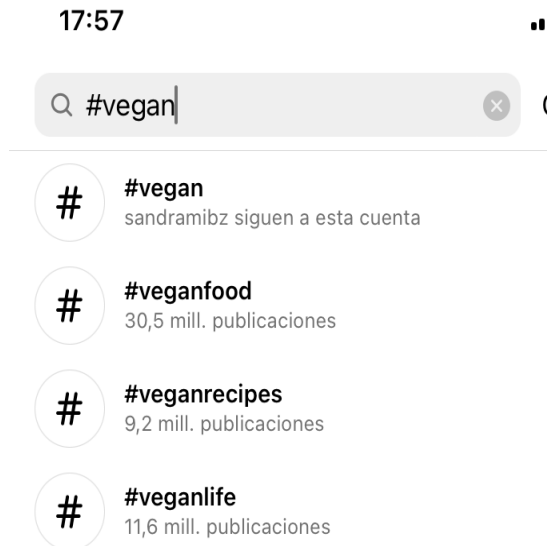 17:57
#vegan
#vegan
sandramibz siguen a esta cuenta
#veganfood
30,5 mill. publicaciones
#veganrecipes
9,2 mill. publicaciones
#veganlife
11,6 mill. publicaciones